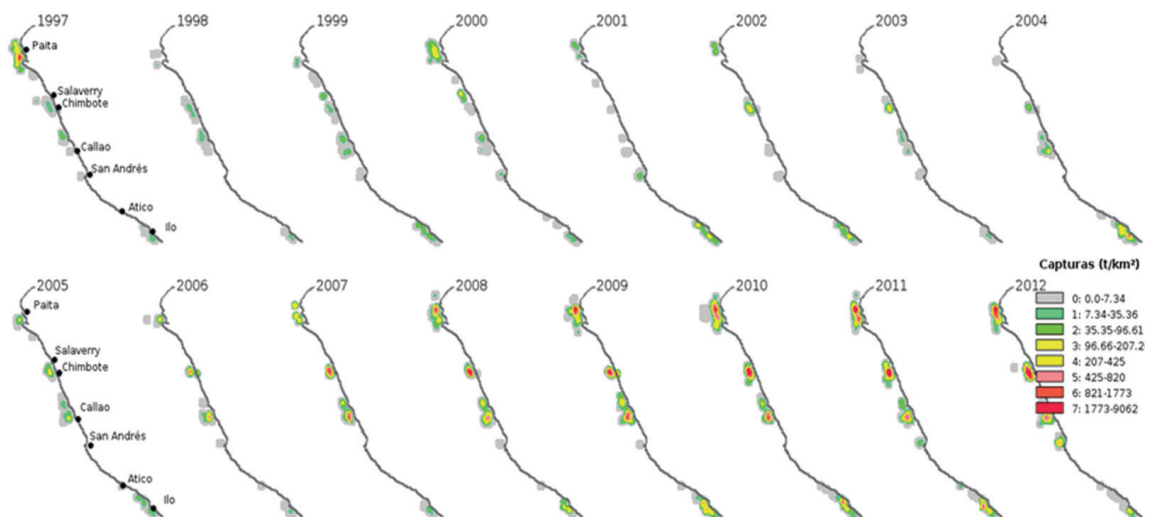 1997
1998
1999
2000
2001
2002
2003
2004
Paita
Salaverry
Chimbote
Callao
San Andrés
Atico
Ilo
2005
2006
2007
2008
2009
2010
2011
2012
Paita
Salaverry
Chimbote
Callao
San Andrés
Atico
Ilo
Capturas (t/km²)
0: 0.0-7.34
1: 7.34-35.36
2: 35.35-96.61
3: 96.66-207.2
4: 207-425
5: 425-820
6: 821-1773
7: 1773-9062